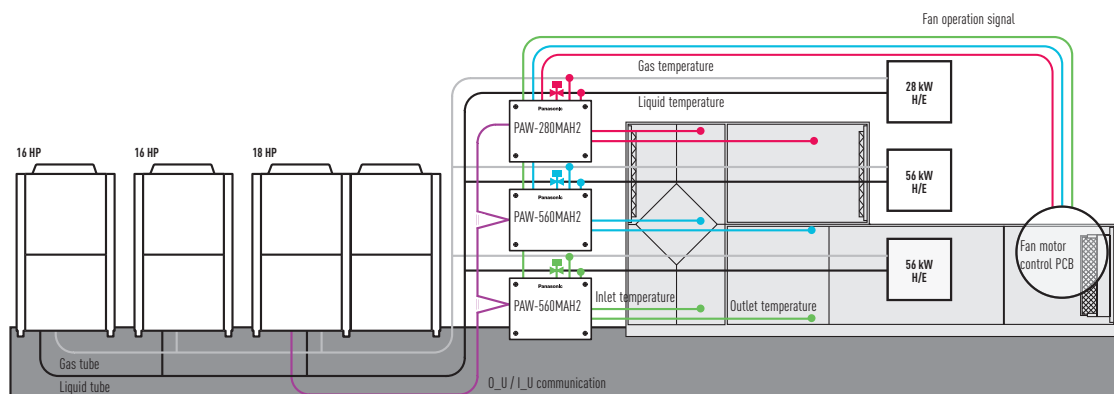 Fan operation signal
Gas temperature
28 kW
H/E
Liquid temperature
Panasonic
PAW-280MAH2
16 HP
16 HP
18 HP
56 kW
H/E
Panasonic
PAW-560MAH2
Fan motor
control PCB
56 kW
H/E
Panasonic
PAW-560MAH2
Inlet temperature
Outlet temperature
Gas tube
Liquid tube
O_U / I_U communication